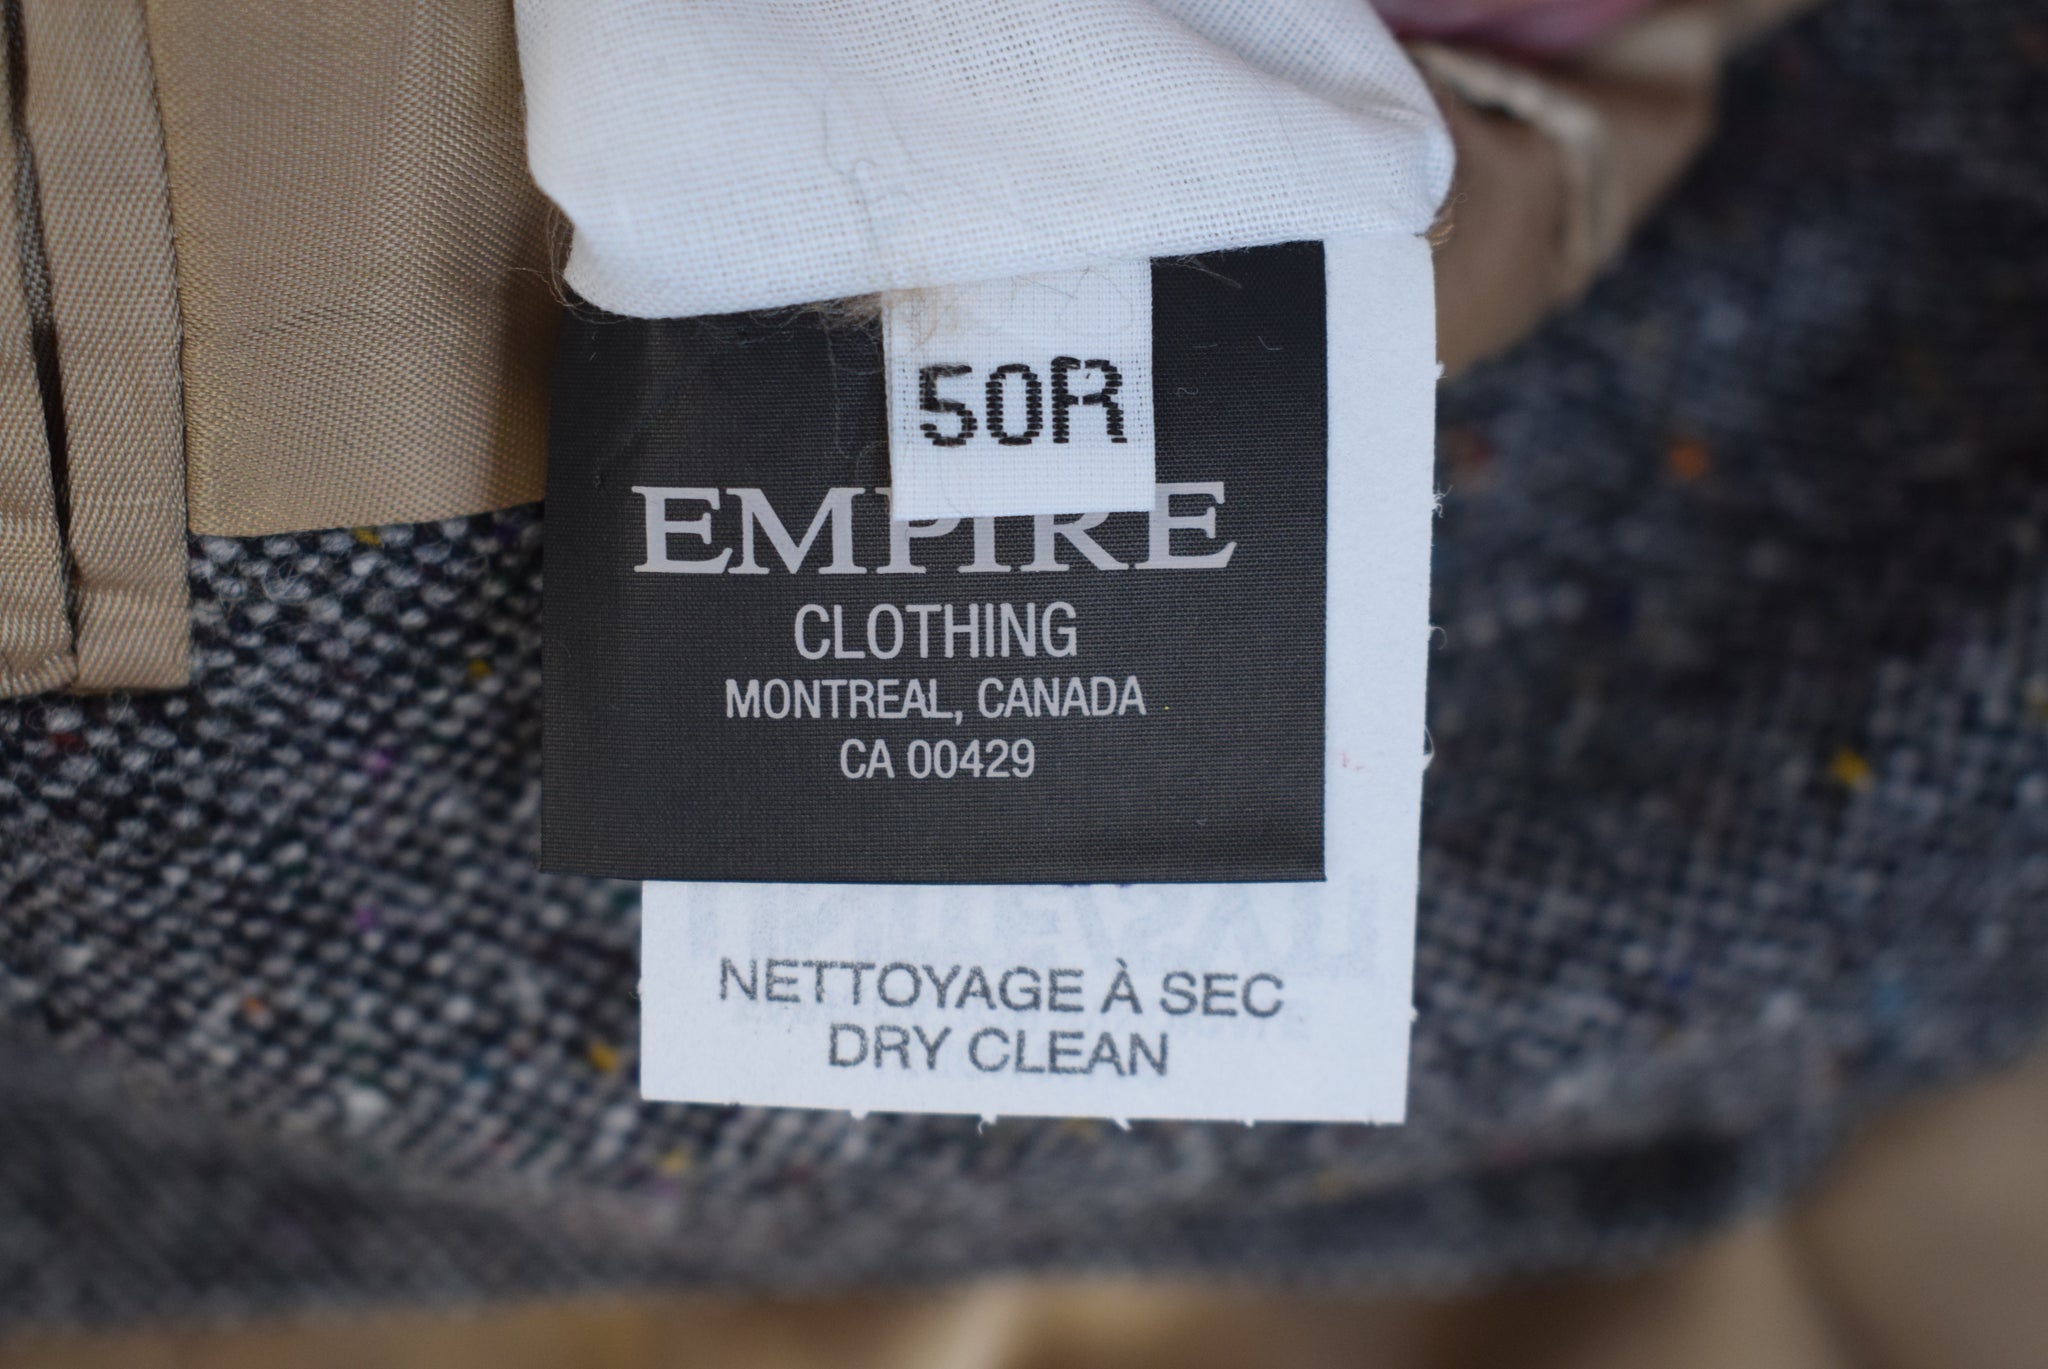 50R
EMPIRE
CLOTHING
MONTREAL, CANADA
CA 00429
NETTOYAGE À SEC
DRY CLEAN